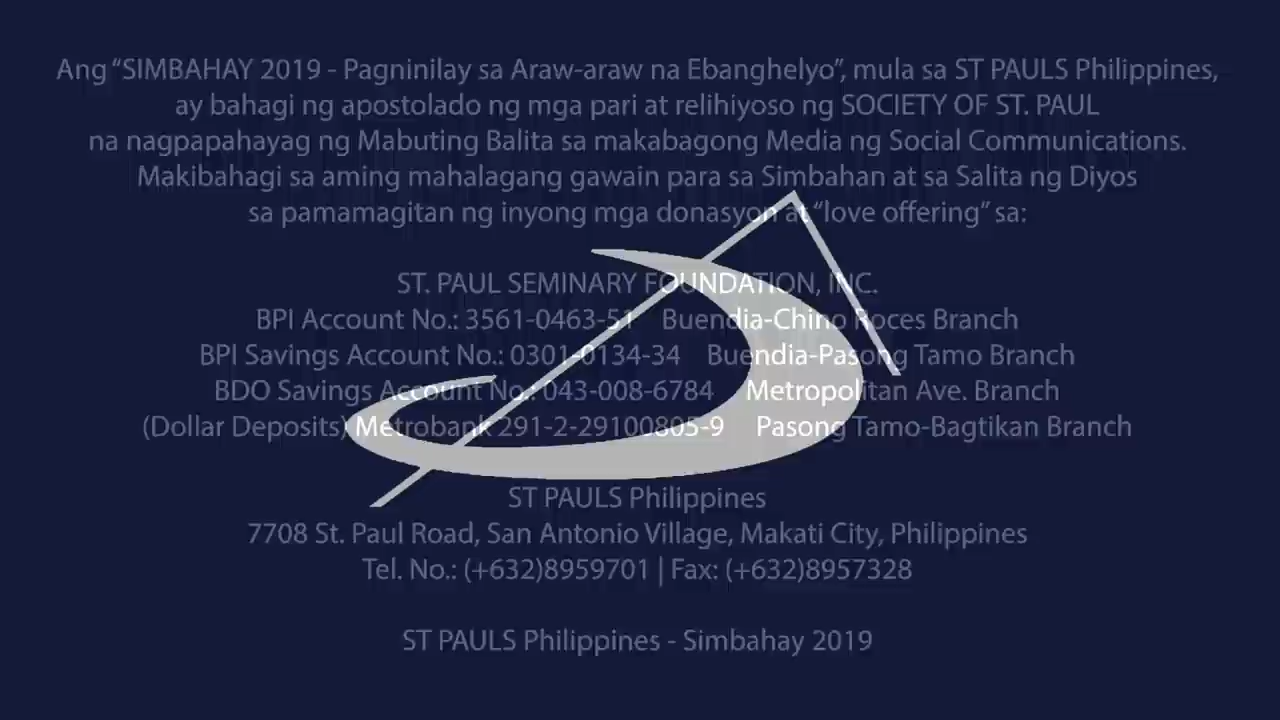 Ang “SIMBAHAY 2019 - Pagninilay sa Araw-araw na Ebanghelyo”, mula sa ST PAULS Philippines,
ay bahagi ng apostolado ng mga pari at relihiyoso ng SOCIETY OF ST. PAUL
na nagpapahayag ng Mabuting Balita sa makabagong Media ng Social Communications.
Makibahagi sa aming mahalagang gawain para sa Simbahan at sa Salita ng Diyos
sa pamamagitan ng inyong mga donasyon at “love offering” sa:
ST. PAUL SEMINARY FOUNDATION, INC.
BPI Account No.: 3561-0463-51 Buendia-Chino Roces Branch
BPI Savings Account No.: 0301-0134-34 Buendia-Pasong Tamo Branch
BDO Savings Account No.: 043-008-6784 Metropolitan Ave. Branch
(Dollar Deposits) Metrobank 291-2-29100805-9 Pasong Tamo-Bagtikan Branch
ST PAULS Philippines
7708 St. Paul Road, San Antonio Village, Makati City, Philippines
Tel. No.: (+632)8959701 | Fax: (+632)8957328
ST PAULS Philippines - Simbahay 2019